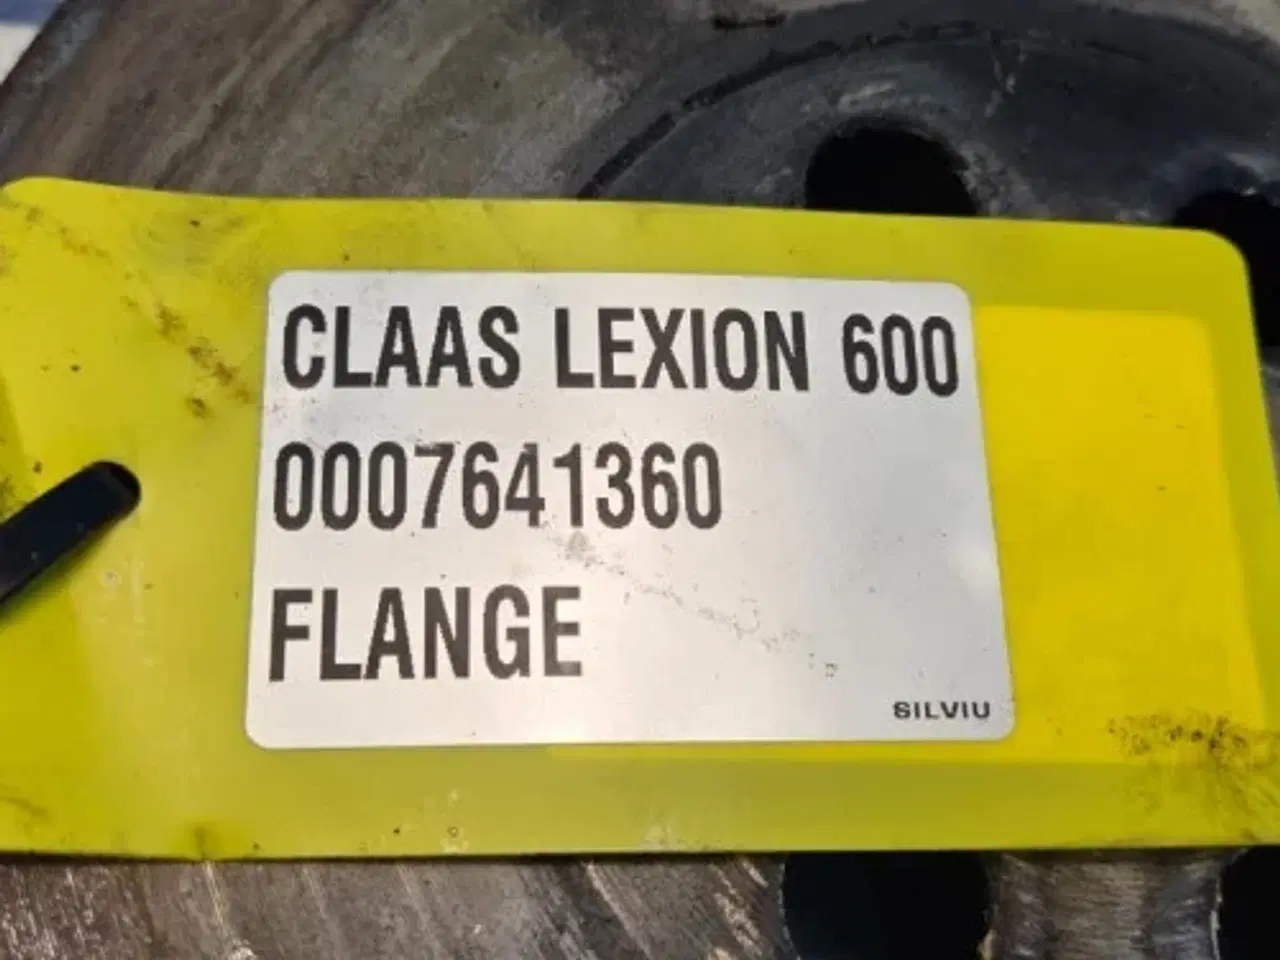 CLAAS LEXION 600
0007641360
FLANGE
SILVIU